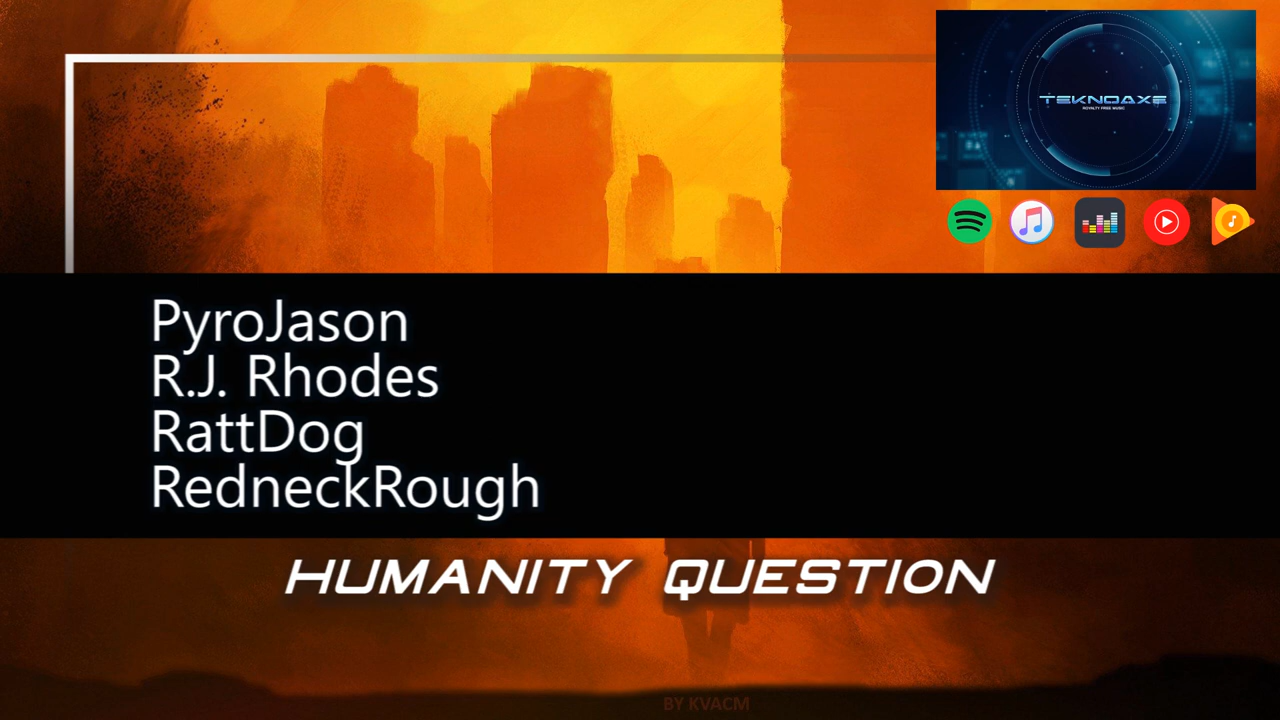 TEKNOAXE
ROYALTY FREE MUSIC
PyroJason
R.J. Rhodes
RattDog
RedneckRough
HUMANITY QUESTION
BY KVACM